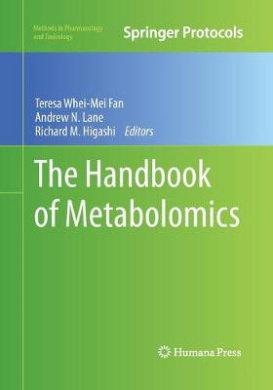 Methods in Pharmacology
and Toxicology
Springer Protocols
Teresa Whei-Mei Fan
Andrew N. Lane
Richard M. Higashi Editors
The Handbook
of Metabolomics
Humana Press